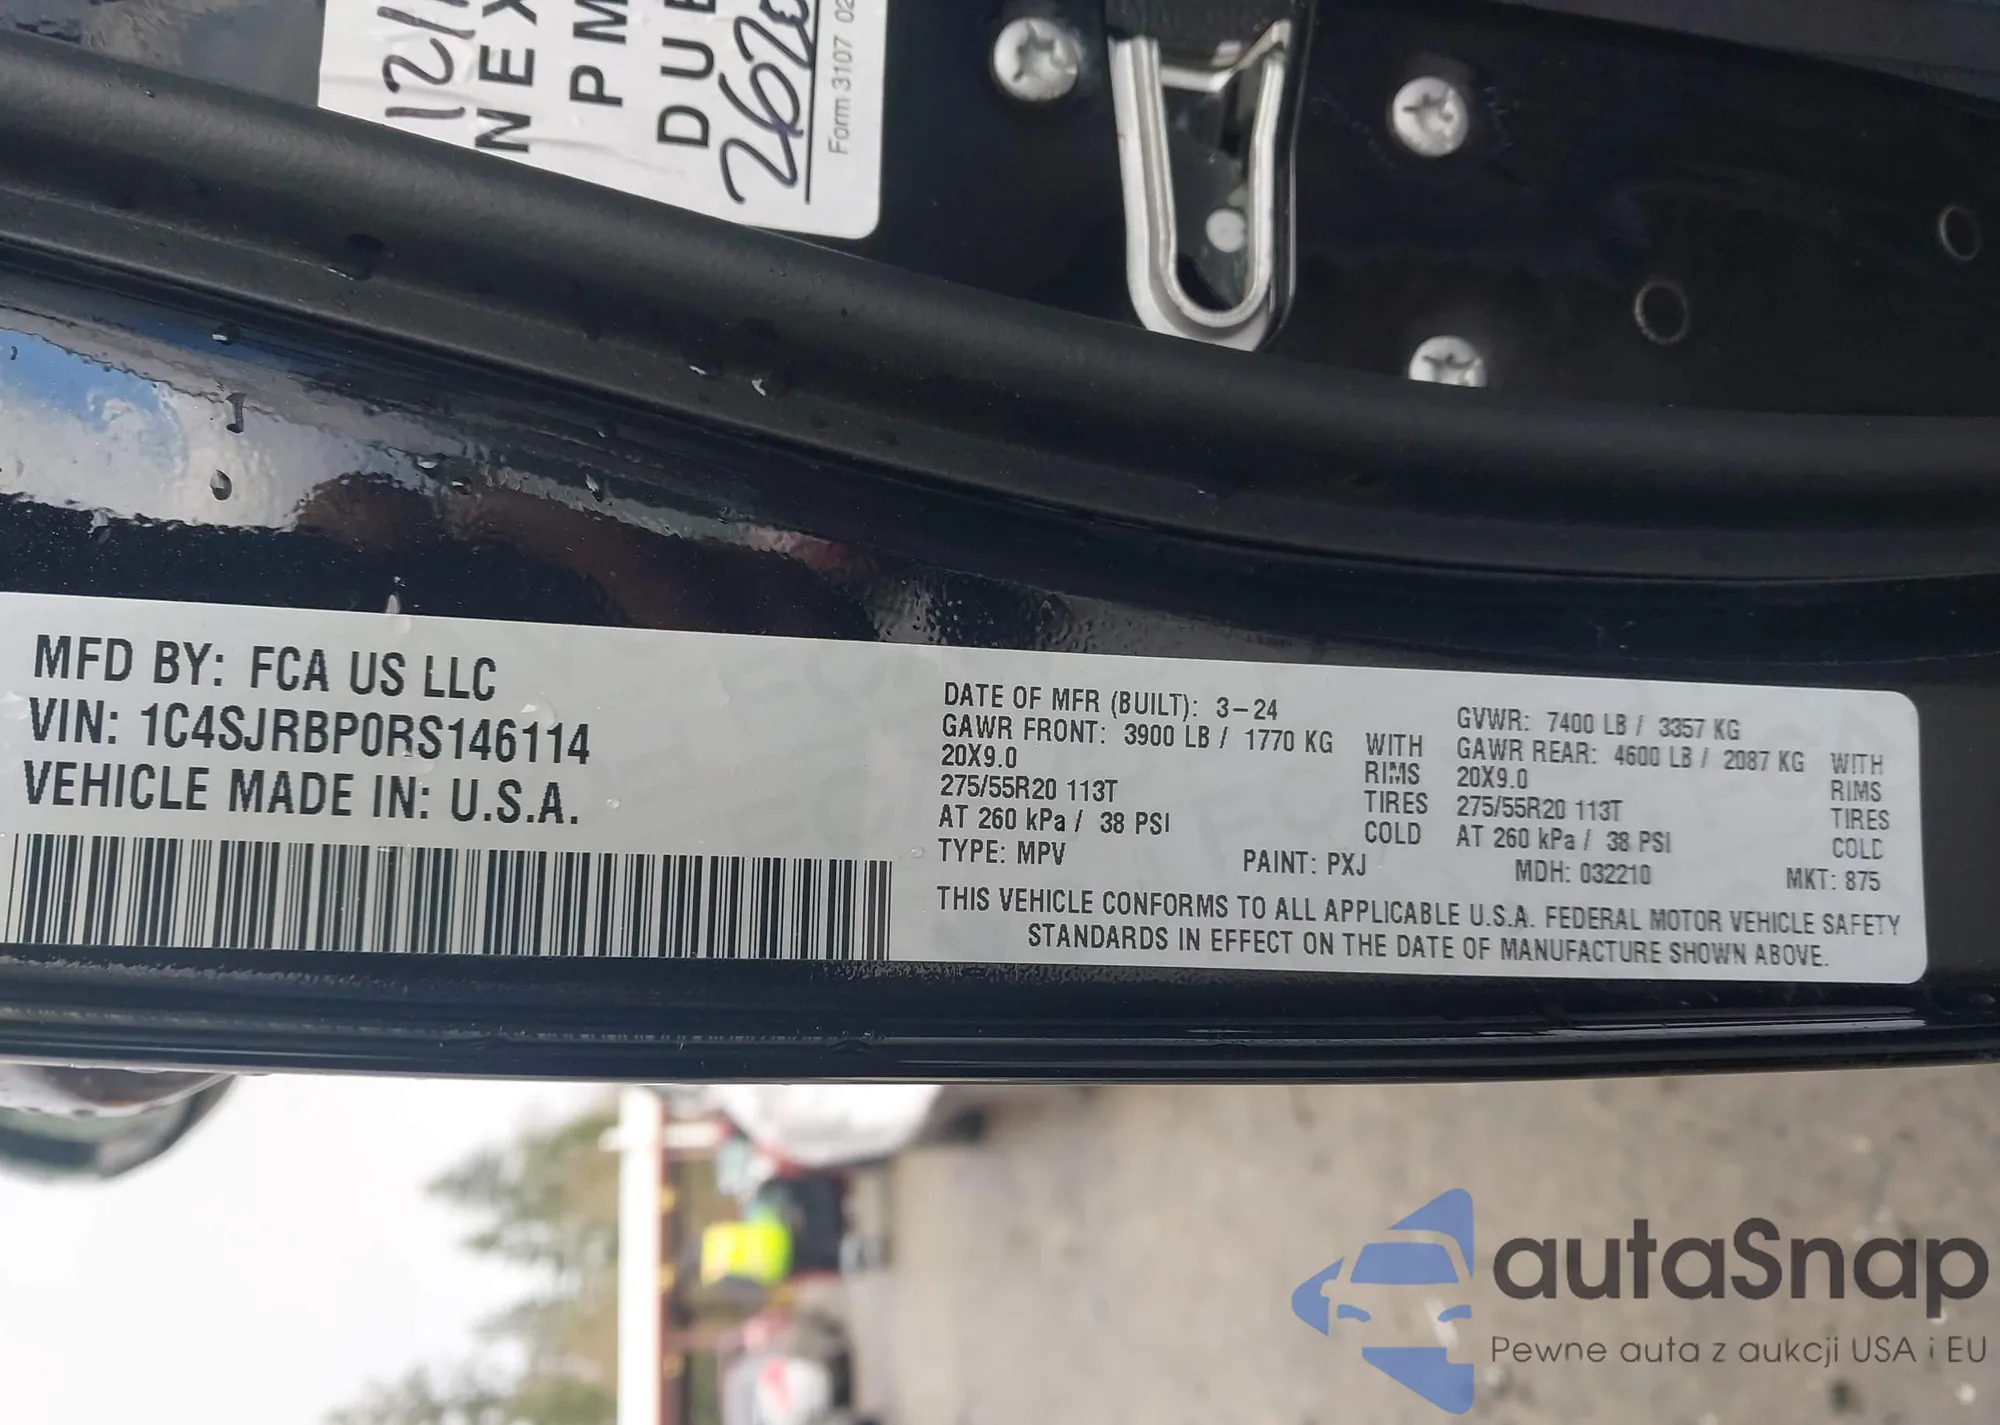 NEX
PM
DUE
Form 3107 02
MFD BY: FCA US LLC
VIN: 1C4SJRBP0RS146114
VEHICLE MADE IN: U.S.A.
DATE OF MFR (BUILT): 3-24
GVWR: 7400 LB / 3357 KG
GAWR FRONT: 3900 LB / 1770 KG WITH
20X9.0 RIMS
275/55R20 113T TIRES
AT 260 kPa / 38 PSI COLD
GAWR REAR: 4600 LB / 2087 KG WITH
20X9.0 RIMS
275/55R20 113T TIRES
AT 260 kPa / 38 PSI COLD
TYPE: MPV PAINT: PXJ MDH: 032210 MKT: 875
THIS VEHICLE CONFORMS TO ALL APPLICABLE U.S.A. FEDERAL MOTOR VEHICLE SAFETY
STANDARDS IN EFFECT ON THE DATE OF MANUFACTURE SHOWN ABOVE.
autaSnap
Pewne auta z aukcji USA i EU